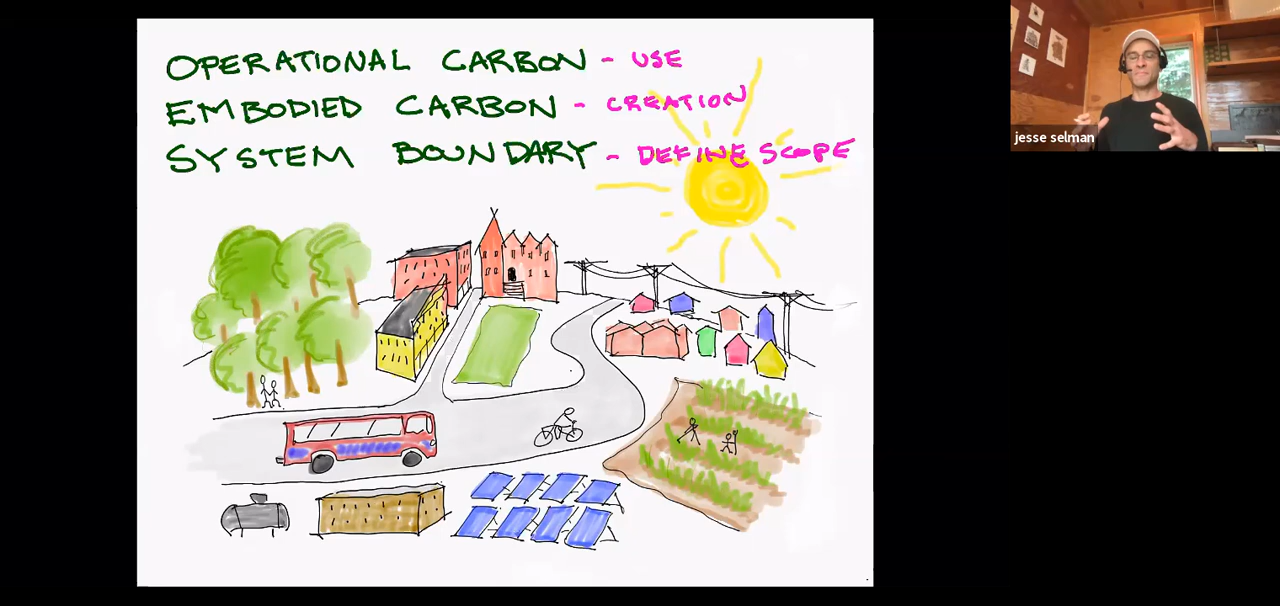 OPERATIONAL CARBON - USE
EMBODIED CARBON - CREATION
SYSTEM BOUNDARY - DEFINE SCOPE
jesse selman